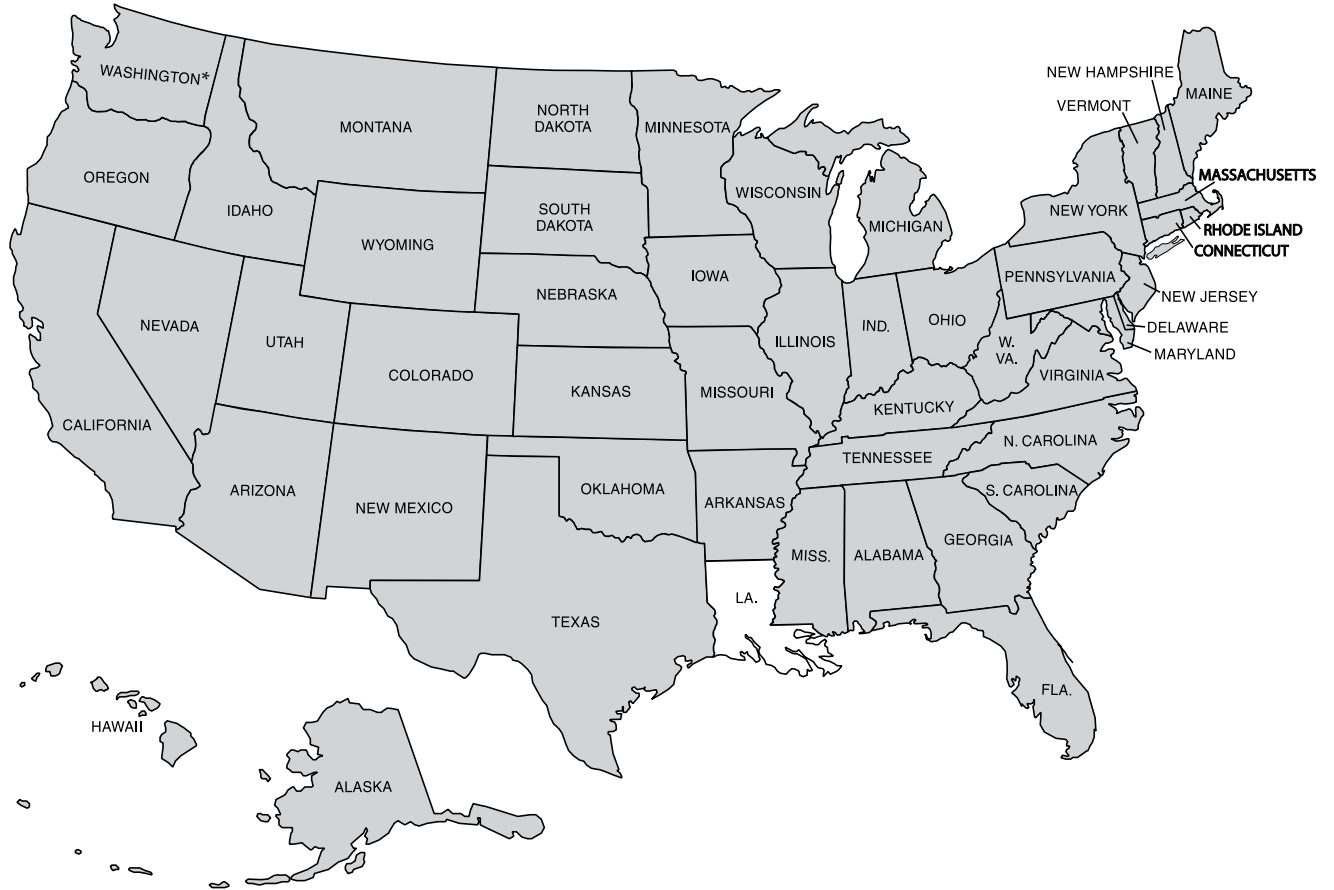 WASHINGTON*
MONTANA
NORTH
DAKOTA
MINNESOTA
NEW HAMPSHIRE
VERMONT
MAINE
OREGON
IDAHO
WYOMING
SOUTH
DAKOTA
WISCONSIN
MICHIGAN
NEW YORK
MASSACHUSETTS
RHODE ISLAND
CONNECTICUT
NEVADA
UTAH
COLORADO
NEBRASKA
IOWA
ILLINOIS
IND.
OHIO
PENNSYLVANIA
NEW JERSEY
DELAWARE
MARYLAND
W.
VA.
VIRGINIA
CALIFORNIA
KANSAS
MISSOURI
KENTUCKY
ARIZONA
NEW MEXICO
OKLAHOMA
ARKANSAS
TENNESSEE
N. CAROLINA
S. CAROLINA
TEXAS
LA.
MISS.
ALABAMA
GEORGIA
FLA.
HAWAII
ALASKA